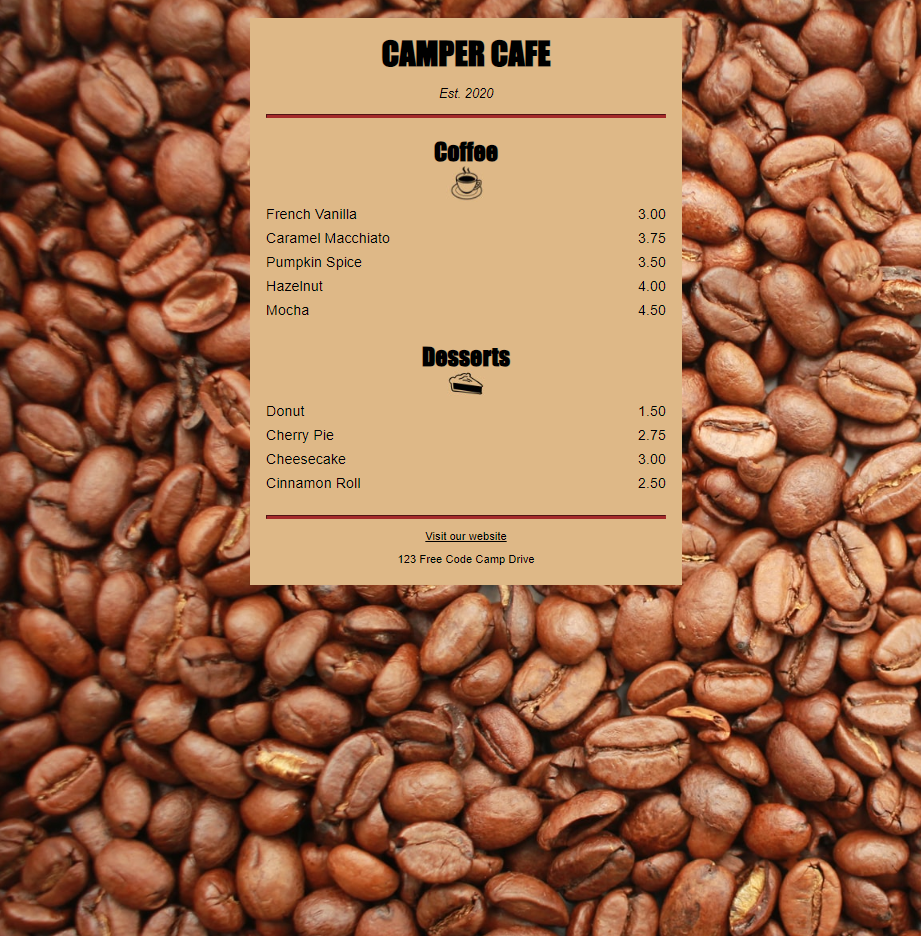 CAMPER CAFE
Est. 2020
Coffee
French Vanilla 3.00
Caramel Macchiato 3.75
Pumpkin Spice 3.50
Hazelnut 4.00
Mocha 4.50
Desserts
Donut 1.50
Cherry Pie 2.75
Cheesecake 3.00
Cinnamon Roll 2.50
Visit our website
123 Free Code Camp Drive